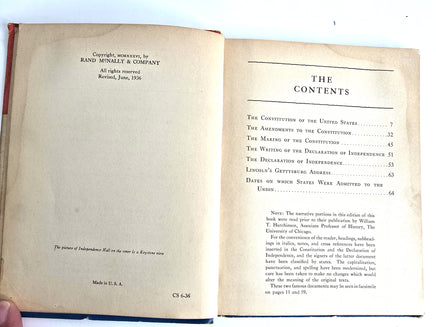 Copyright, MCMXXXVI, by
RAND MCNALLY & COMPANY
All rights reserved
Revised, June, 1936
The picture of Independence Hall on the cover is a Keystone view
Made in U. S. A.
CS 6-36
THE
CONTENTS
THE CONSTITUTION OF THE UNITED STATES 7
THE AMENDMENTS TO THE CONSTITUTION 32
THE MAKING OF THE CONSTITUTION 45
THE WRITING OF THE DECLARATION OF INDEPENDENCE 51
THE DECLARATION OF INDEPENDENCE 53
LINCOLN'S GETTYSBURG ADDRESS 63
DATES ON WHICH STATES WERE ADMITTED TO THE
UNION 64
NOTE: The narrative portions in this edition of this
book were read prior to their publication by William
T. Hutchinson, Associate Professor of History, The
University of Chicago.
For the convenience of the reader, headings, subhead-
ings in italics, notes, and cross references have been
inserted in the Constitution and the Declaration of
Independence, and the signers of the latter document
have been classified by states. The capitalization,
punctuation, and spelling have been modernized, but
care has been taken to make no changes which would
alter the meaning of the original texts.
These two famous documents may be seen in facsimile
on pages 11 and 59.